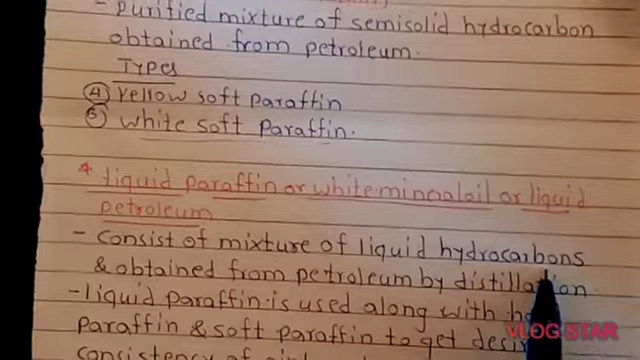 - purified mixture of semisolid hydrocarbon
obtained from petroleum.
Types
(A) Yellow soft paraffin
(B) White soft paraffin.
* liquid paraffin or white mineral oil or liquid
petroleum
- consist of mixture of liquid hydrocarbons
& obtained from petroleum by distillation
- liquid paraffin is used along with
paraffin & soft paraffin to get
VLOG STAR
consistency of